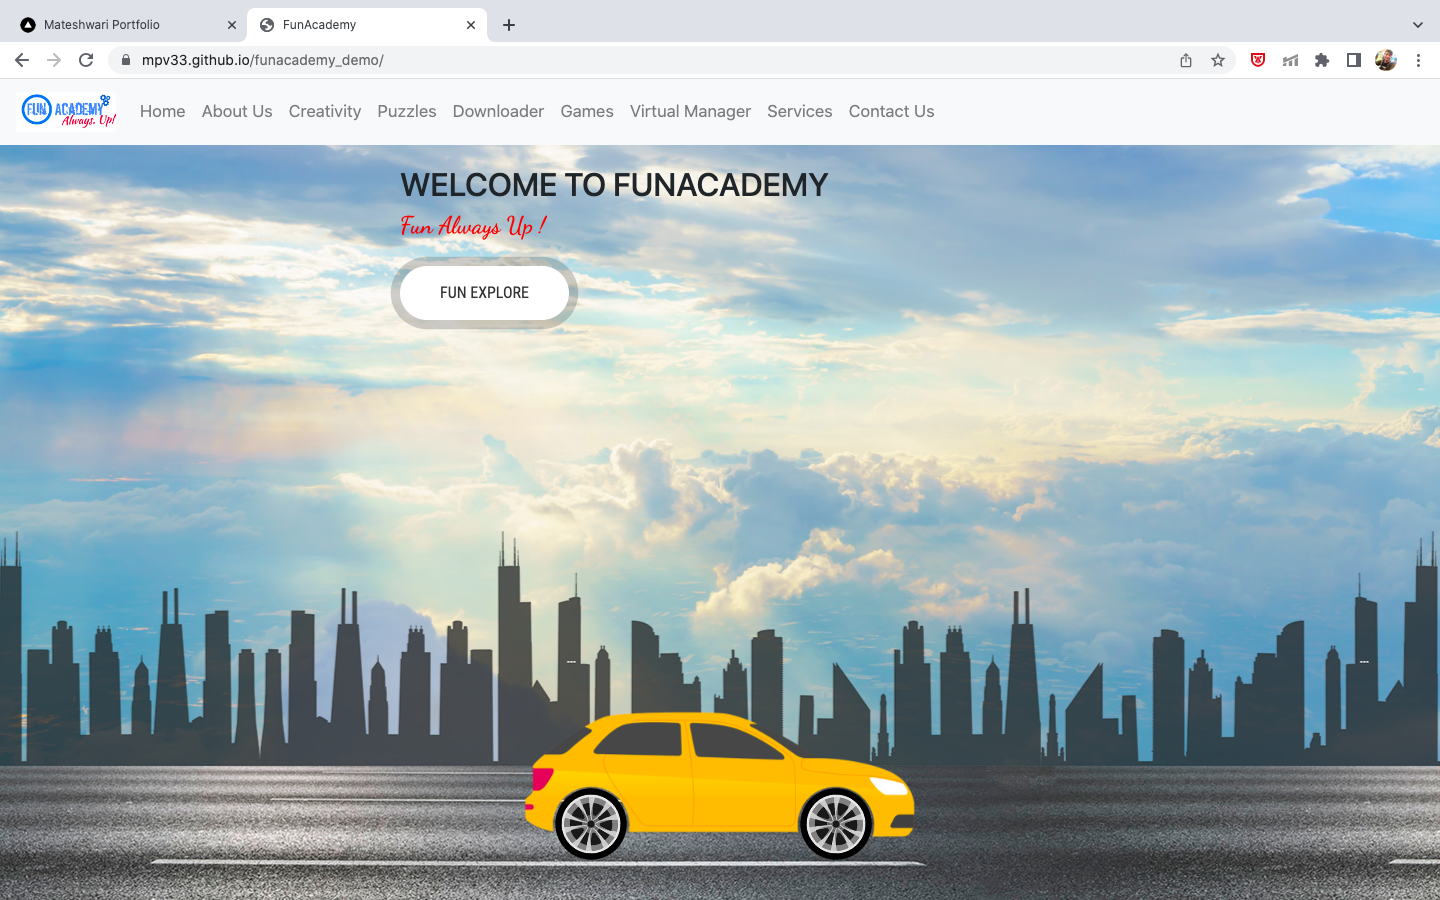 Mateshwari Portfolio
FunAcademy
mpv33.github.io/funacademy_demo/
FUN ACADEMY
Always. Up!
Home
About Us
Creativity
Puzzles
Downloader
Games
Virtual Manager
Services
Contact Us
WELCOME TO FUNACADEMY
Fun Always Up !
FUN EXPLORE